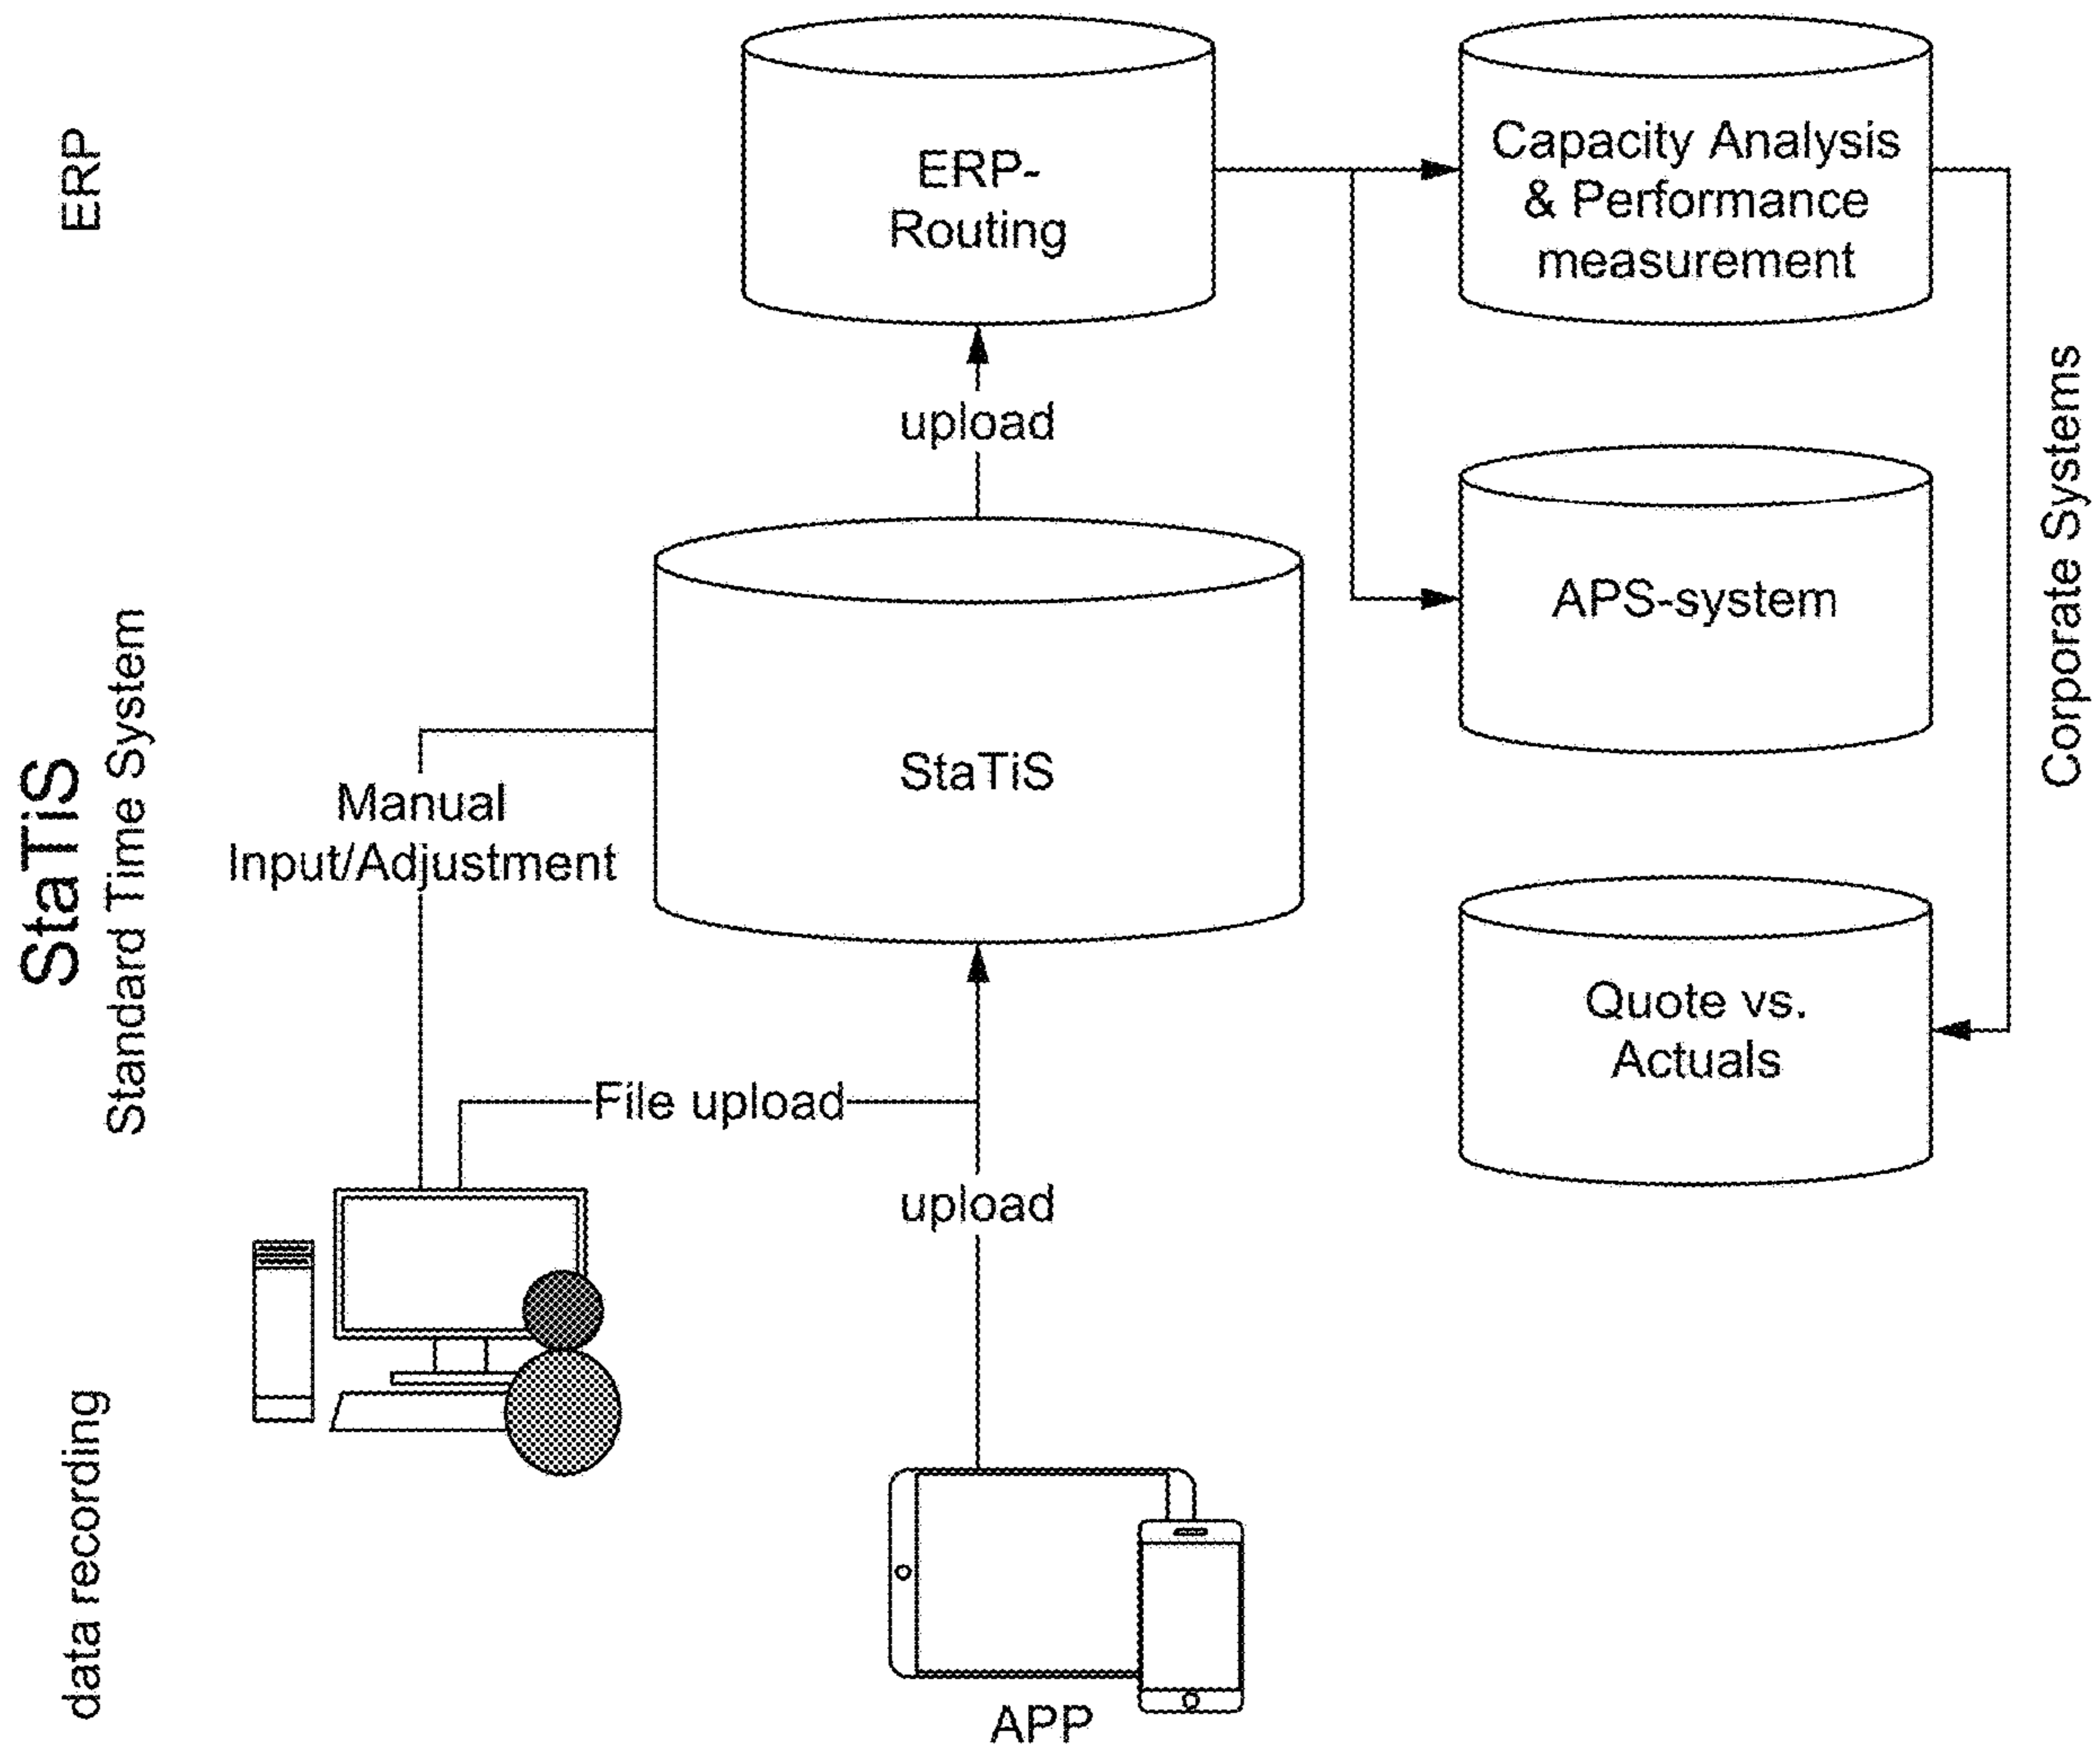 ERP
ERP-
Routing
Capacity Analysis
& Performance
measurement
upload
Corporate Systems
APS-system
StaTiS
Standard Time System
StaTiS
Manual
Input/Adjustment
Quote vs.
Actuals
File upload
upload
data recording
APP